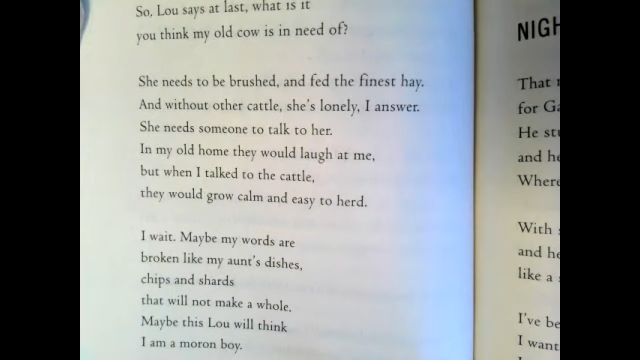 So, Lou says at last, what is it
you think my old cow is in need of?
She needs to be brushed, and fed the finest hay.
And without other cattle, she's lonely, I answer.
She needs someone to talk to her.
In my old home they would laugh at me,
but when I talked to the cattle,
they would grow calm and easy to herd.
I wait. Maybe my words are
broken like my aunt's dishes,
chips and shards
that will not make a whole.
Maybe this Lou will think
I am a moron boy.
That
for
He
and
Where
With
and
like a
I've
I want